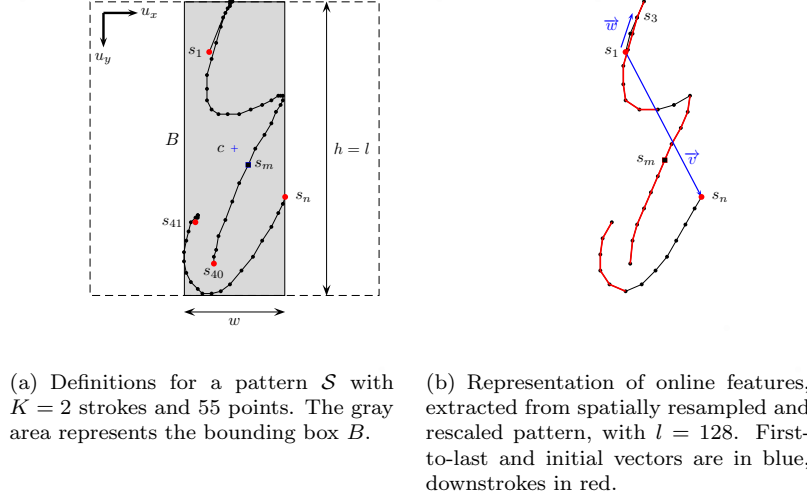 u_x
u_y
s_1
B
c
s_m
h = l
s_n
s_41
s_40
w
\overrightarrow{w}
s_3
s_1
s_m
\overrightarrow{v}
s_n
(a) Definitions for a pattern 𝒮 with
K = 2 strokes and 55 points. The gray
area represents the bounding box B.
(b) Representation of online features,
extracted from spatially resampled and
rescaled pattern, with l = 128. First-
to-last and initial vectors are in blue,
downstrokes in red.